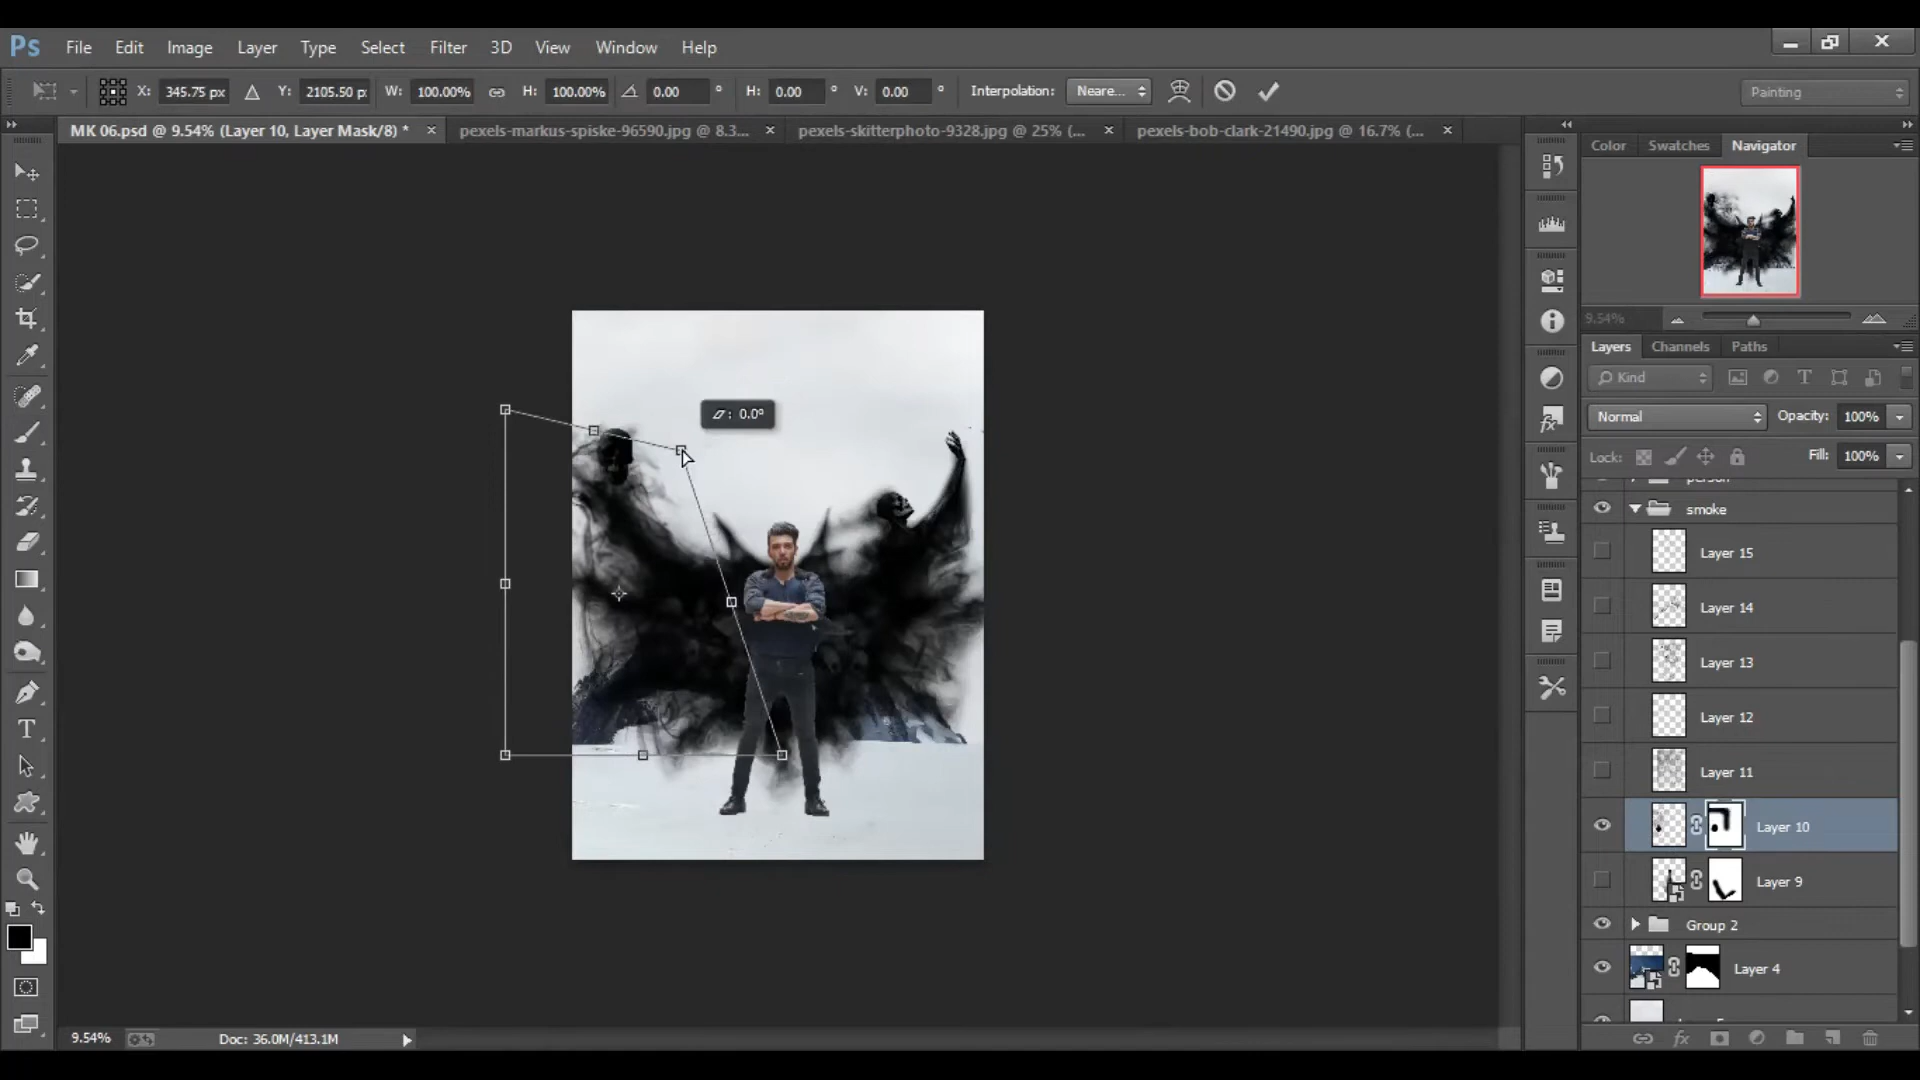 Ps File Edit Image Layer Type Select Filter 3D View Window Help
X: 345.75 px Y: 2105.50 p W: 100.00% H: 100.00% 0.00 ° H: 0.00 ° V: 0.00 ° Interpolation: Neare... Painting
MK 06.psd @ 9.54% (Layer 10, Layer Mask/8) * × pexels-markus-spiske-96590.jpg @ 8.3... × pexels-skitterphoto-9328.jpg @ 25% (... × pexels-bob-clark-21490.jpg @ 16.7% (... ×
Color Swatches Navigator
9.54%
Layers Channels Paths
Kind
Normal Opacity: 100%
Lock: Fill: 100%
person
smoke
Layer 15
Layer 14
Layer 13
Layer 12
Layer 11
Layer 10
Layer 9
Group 2
Layer 4
: 0.0°
9.54% Doc: 36.0M/413.1M